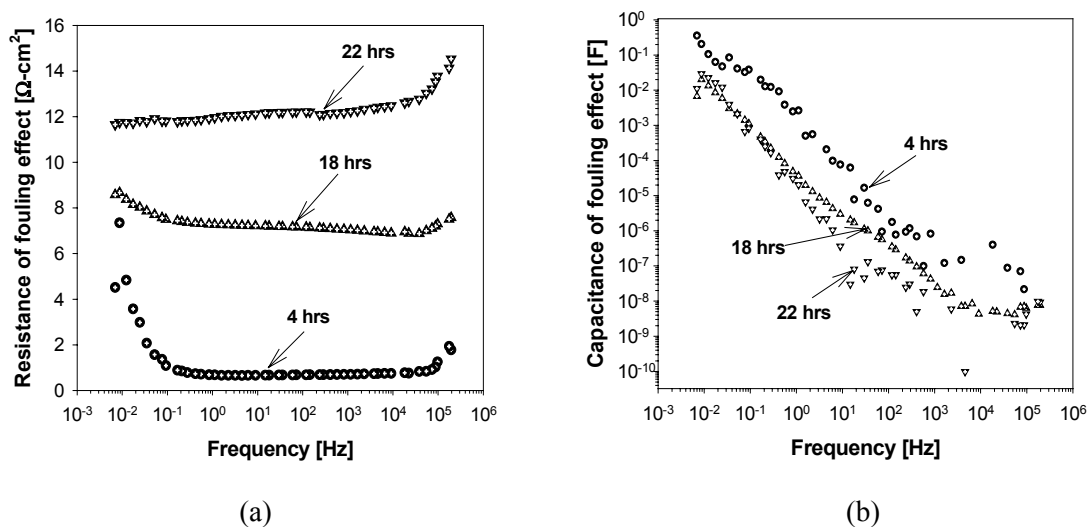 Resistance of fouling effect [Ω-cm²]
16
14
12
10
8
6
4
2
0
22 hrs
18 hrs
4 hrs
10⁻³ 10⁻² 10⁻¹ 10⁰ 10¹ 10² 10³ 10⁴ 10⁵ 10⁶
Frequency [Hz]
(a)
Capacitance of fouling effect [F]
10⁰
10⁻¹
10⁻²
10⁻³
10⁻⁴
10⁻⁵
10⁻⁶
10⁻⁷
10⁻⁸
10⁻⁹
10⁻¹⁰
4 hrs
18 hrs
22 hrs
10⁻³ 10⁻² 10⁻¹ 10⁰ 10¹ 10² 10³ 10⁴ 10⁵ 10⁶
Frequency [Hz]
(b)